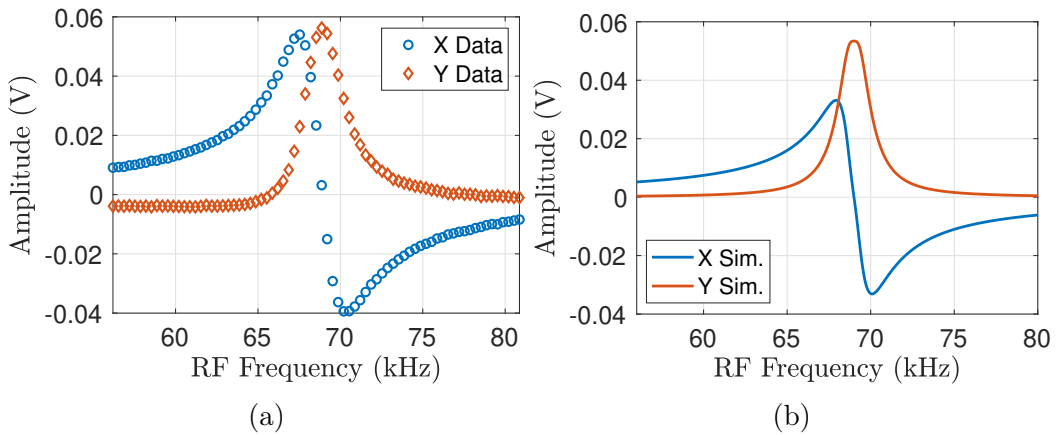 0.06
0.04
0.02
0
-0.02
-0.04
Amplitude (V)
X Data
Y Data
60 65 70 75 80
RF Frequency (kHz)
(a)
0.06
0.04
0.02
0
-0.02
-0.04
Amplitude (V)
X Sim.
Y Sim.
60 65 70 75 80
RF Frequency (kHz)
(b)